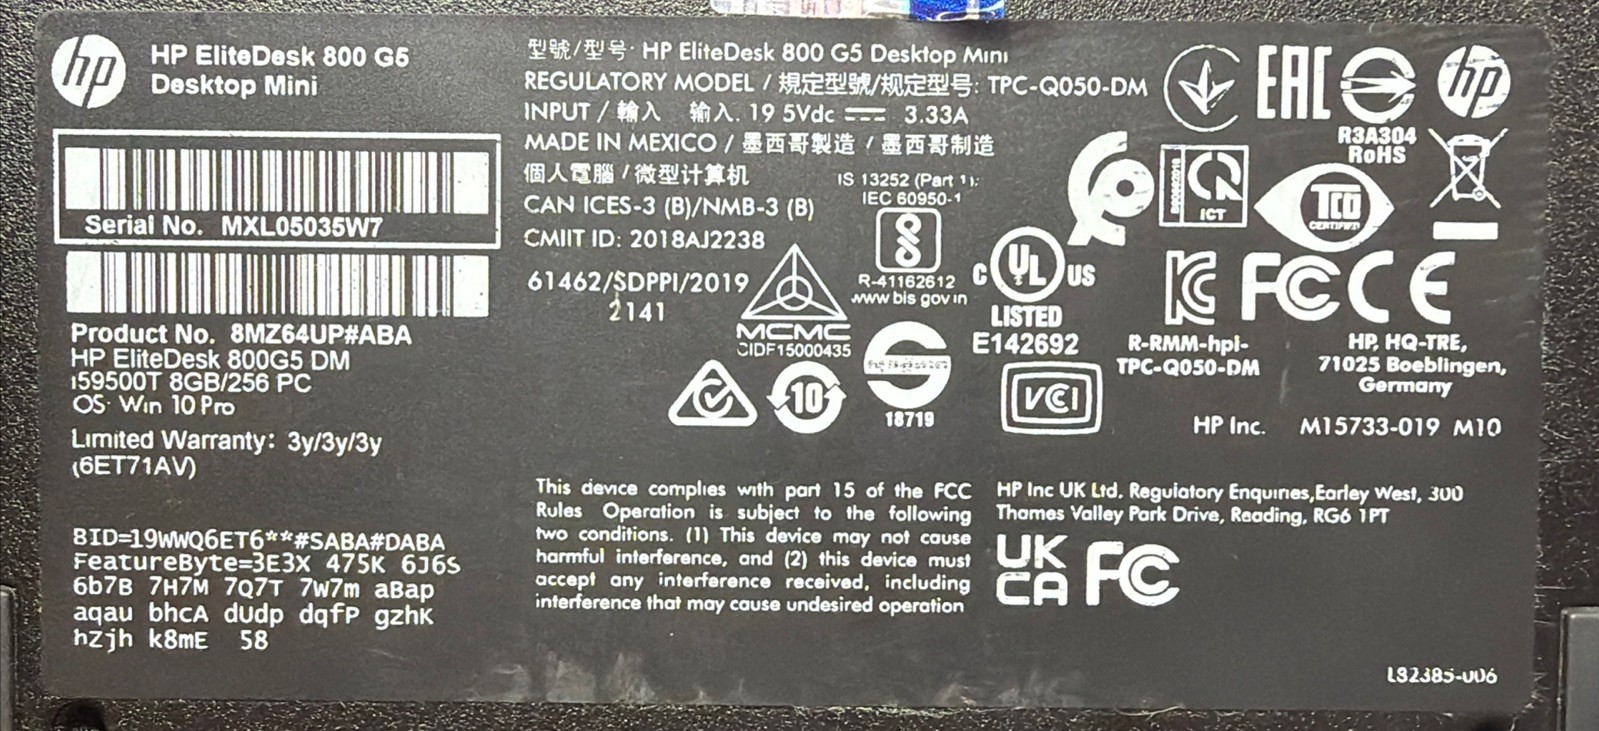 hp
HP EliteDesk 800 G5
Desktop Mini
Serial No. MXL05035W7
Product No. 8MZ64UP#ABA
HP EliteDesk 800G5 DM
i59500T 8GB/256 PC
OS: Win 10 Pro
Limited Warranty: 3y/3y/3y
(6ET71AV)
BID=19WWQ6ET6**#SABA#DABA
FeatureByte=3E3X 475K 6J6S
6b7B 7H7M 7Q7T 7W7m aBap
aqau bhcA dUdp dqfP gzhK
hZjh k8mE 58
型號/型号: HP EliteDesk 800 G5 Desktop Mini
REGULATORY MODEL / 規定型號/规定型号: TPC-Q050-DM
INPUT / 輸入 输入. 19 5Vdc ⎓ 3.33A
MADE IN MEXICO / 墨西哥製造 / 墨西哥制造
個人電腦 / 微型计算机
CAN ICES-3 (B)/NMB-3 (B)
CMIIT ID: 2018AJ2238
61462/SDPPI/2019
2141
IS 13252 (Part 1):
IEC 60950-1
R-41162612
www bis gov in
MCMC
CIDF15000435
10
18719
C UL US
LISTED
E142692
VCCI
EAC
hp
R3A304
RoHS
ICT
TCO
CERTIFIED
FC CE
R-RMM-hpi-
TPC-Q050-DM
HP, HQ-TRE,
71025 Boeblingen,
Germany
HP Inc. M15733-019 M10
This device complies with part 15 of the FCC
Rules Operation is subject to the following
two conditions. (1) This device may not cause
harmful interference, and (2) this device must
accept any interference received, including
interference that may cause undesired operation
HP Inc UK Ltd. Regulatory Enquiries,Earley West, 300
Thames Valley Park Drive, Reading, RG6 1PT
UK
CA FC
L82385-006